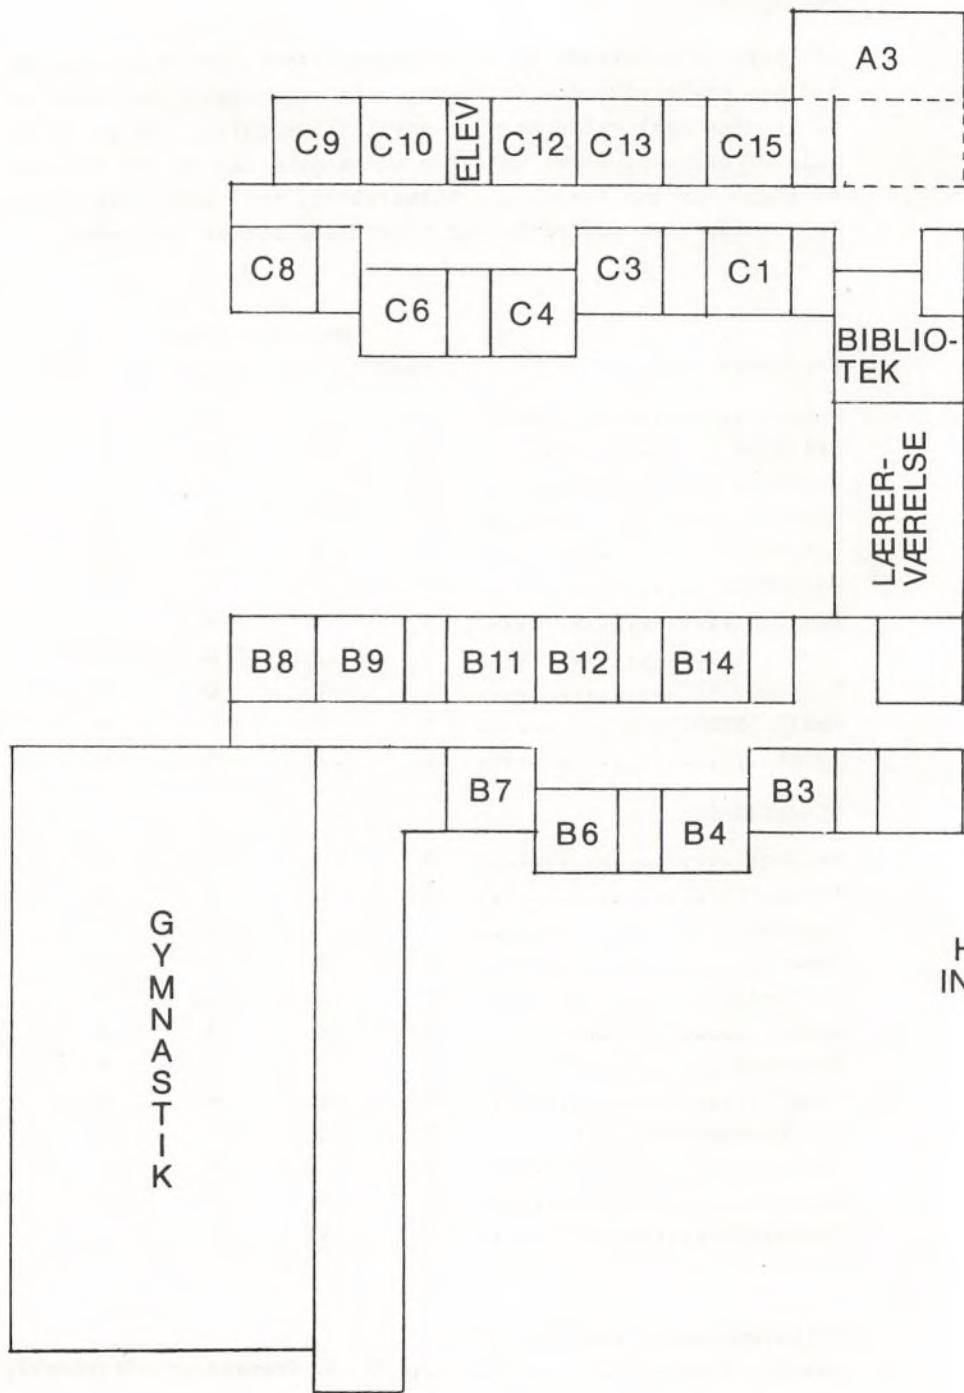 A3
C9 C10 ELEV C12 C13 C15
C8 C6 C4 C3 C1
BIBLIO-
TEK
LÆRER-
VÆRELSE
B8 B9 B11 B12 B14
B7 B6 B4 B3
GYMNASTIK
H
IN